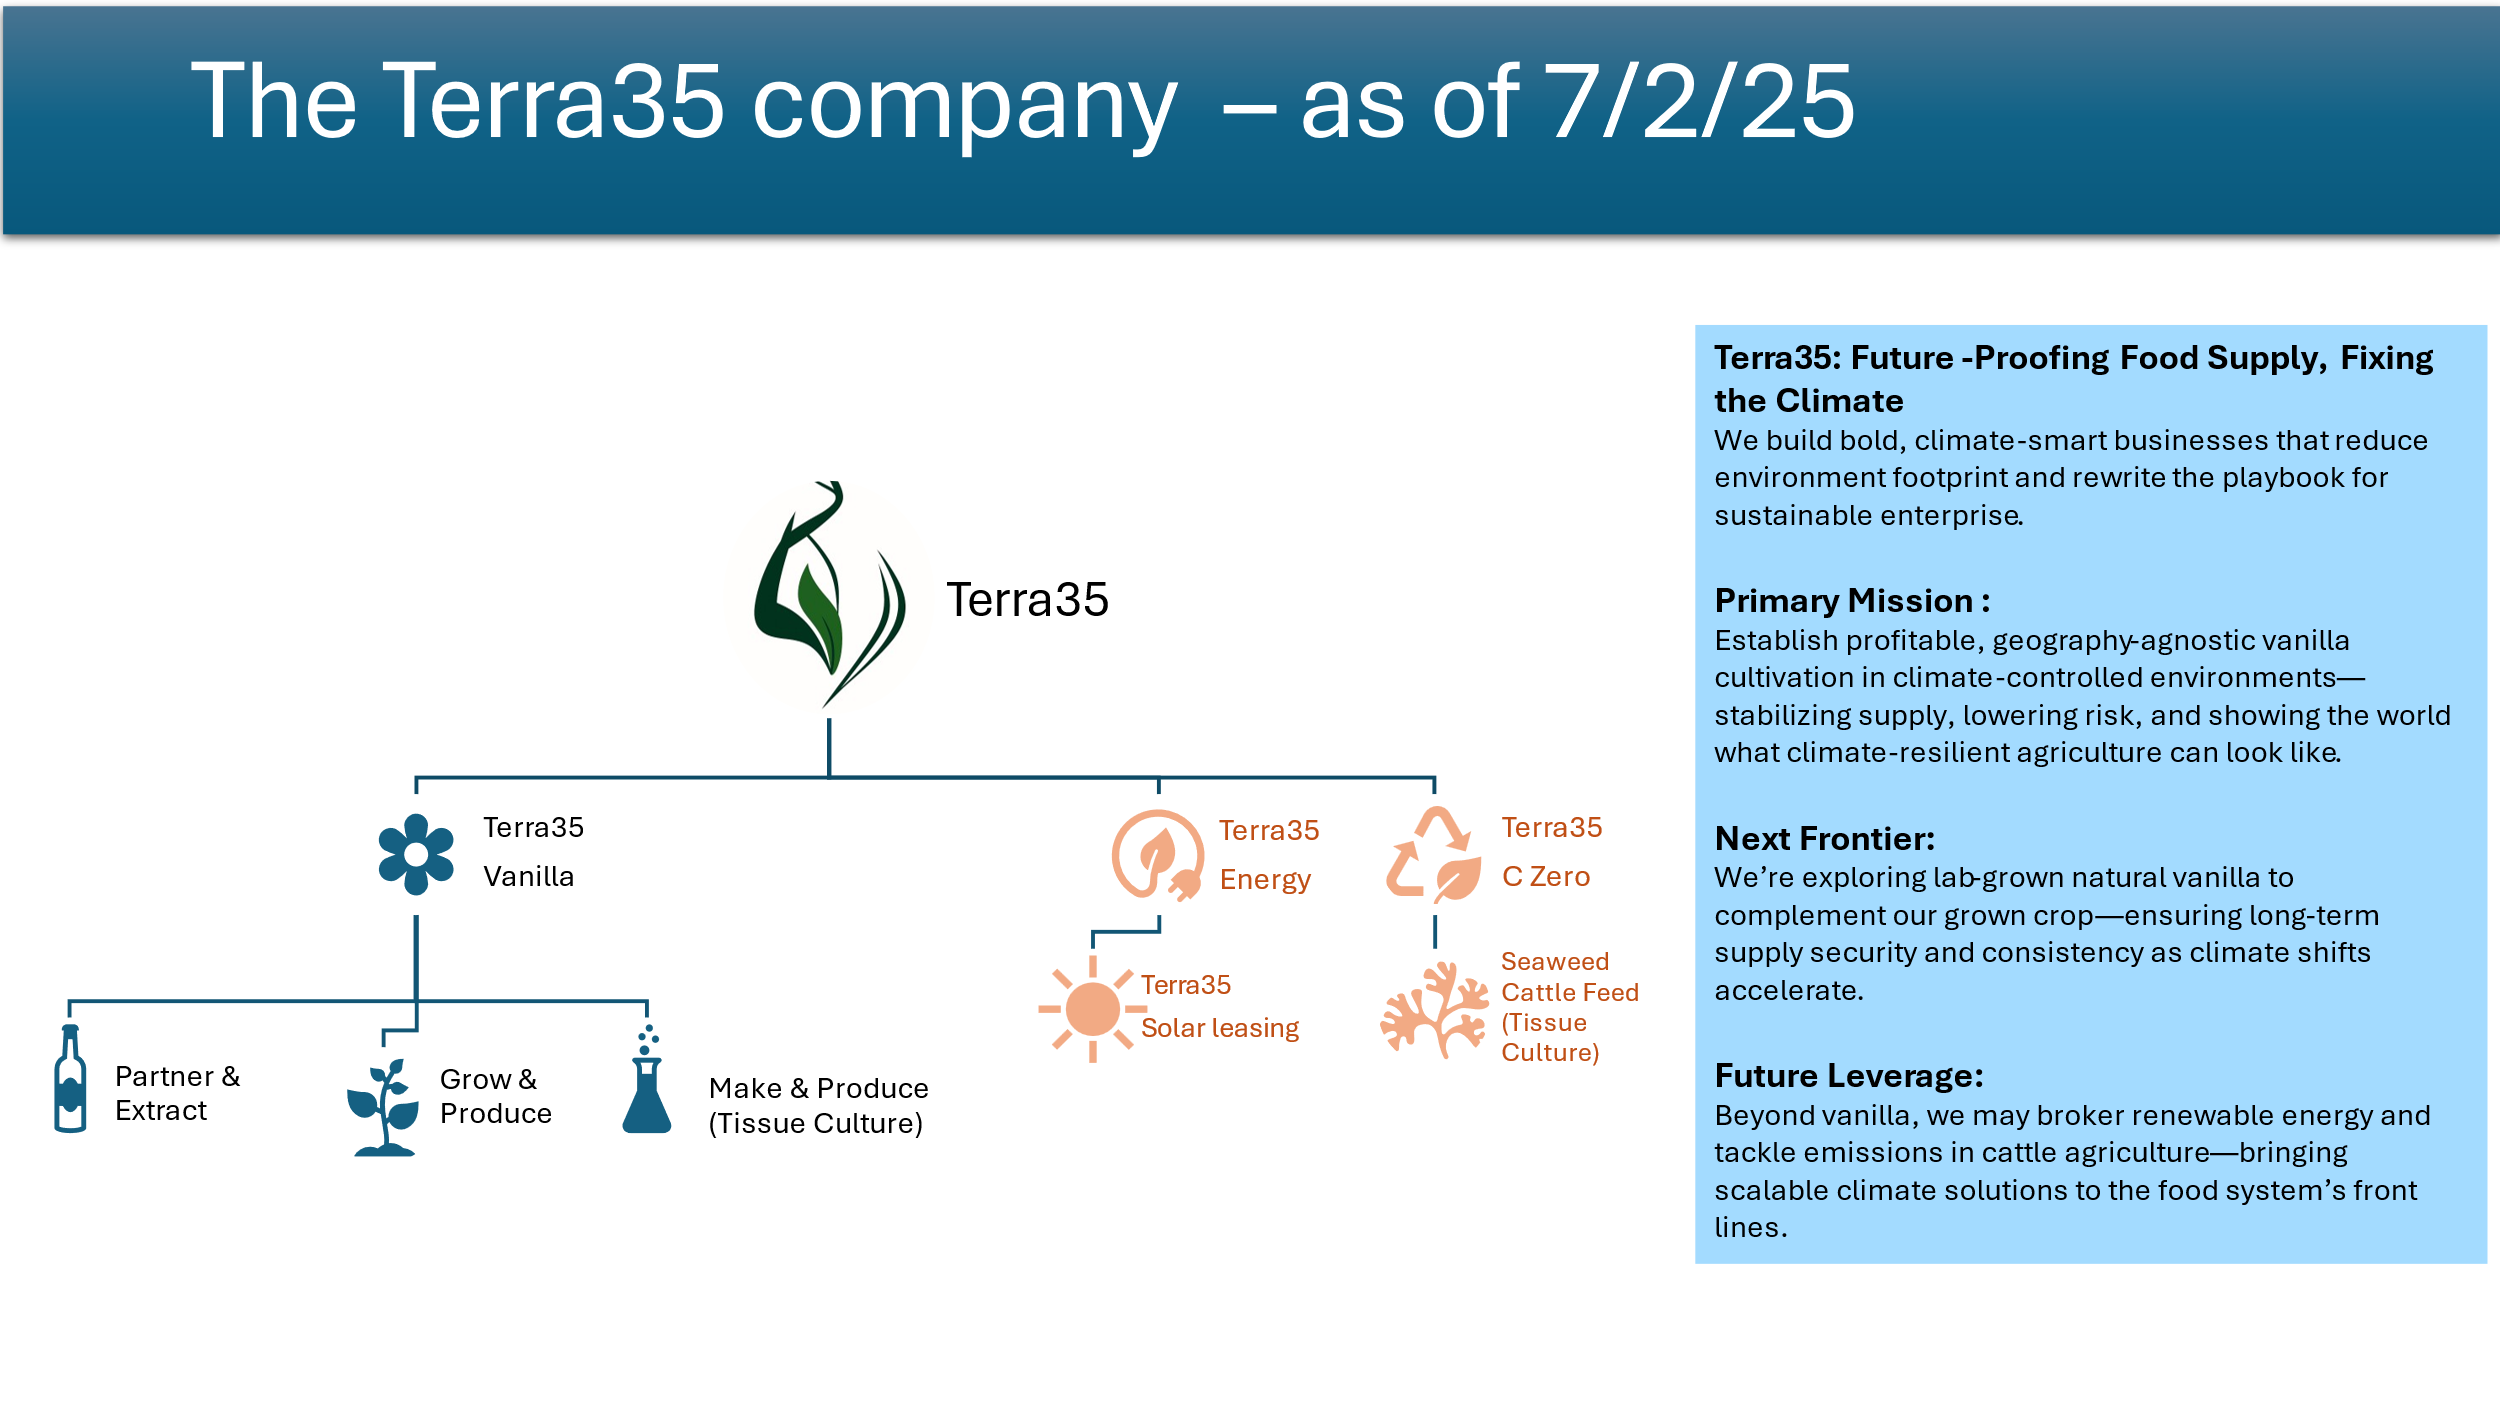 The Terra35 company – as of 7/2/25
Terra35
Terra35
Vanilla
Terra35
Energy
Terra35
C Zero
Partner &
Extract
Grow &
Produce
Make & Produce
(Tissue Culture)
Terra35
Solar leasing
Seaweed
Cattle Feed
(Tissue
Culture)
Terra35: Future -Proofing Food Supply, Fixing
the Climate
We build bold, climate-smart businesses that reduce
environment footprint and rewrite the playbook for
sustainable enterprise.
Primary Mission :
Establish profitable, geography-agnostic vanilla
cultivation in climate-controlled environments—
stabilizing supply, lowering risk, and showing the world
what climate-resilient agriculture can look like.
Next Frontier:
We’re exploring lab-grown natural vanilla to
complement our grown crop—ensuring long-term
supply security and consistency as climate shifts
accelerate.
Future Leverage:
Beyond vanilla, we may broker renewable energy and
tackle emissions in cattle agriculture—bringing
scalable climate solutions to the food system’s front
lines.